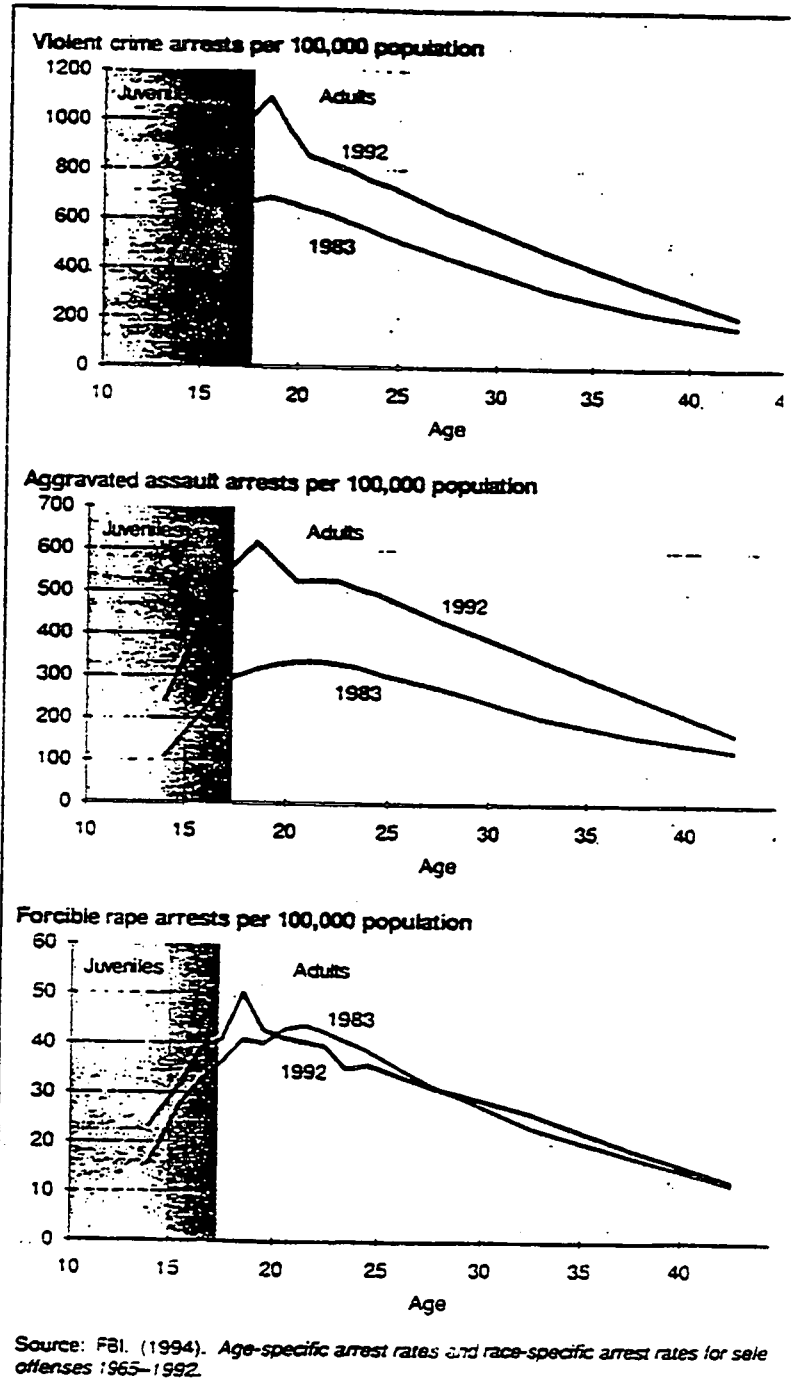 Violent crime arrests per 100,000 population
1200
Juveniles
Adults
1000
1992
800
600
1983
400
200
0
10 15 20 25 30 35 40 4
Age
Aggravated assault arrests per 100,000 population
700
Juveniles
Adults
600
500
1992
400
300
1983
200
100
0
10 15 20 25 30 35 40
Age
Forcible rape arrests per 100,000 population
60
Juveniles
Adults
50
1983
40
1992
30
20
10
0
10 15 20 25 30 35 40
Age
Source: FBI. (1994). Age-specific arrest rates and race-specific arrest rates for sele
offenses 1965–1992.